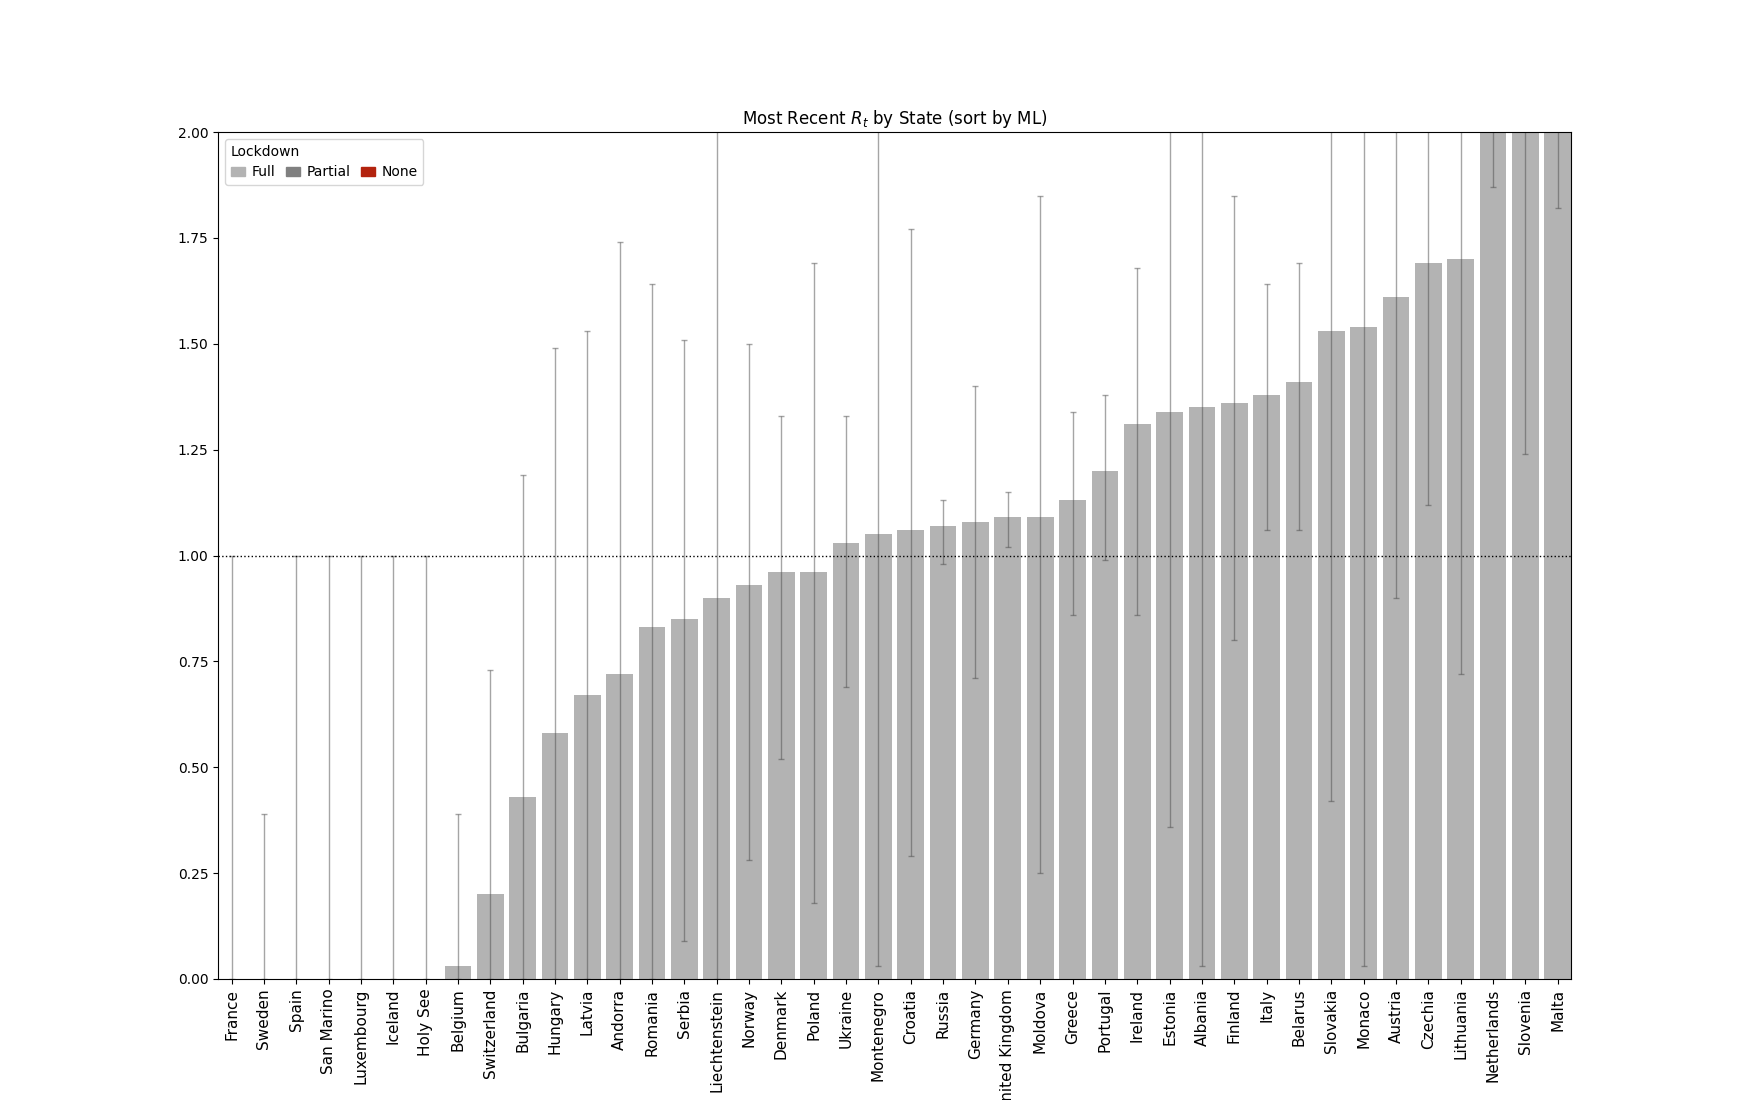 Most Recent Rt by State (sort by ML)
Lockdown
Full Partial None
2.00
1.75
1.50
1.25
1.00
0.75
0.50
0.25
0.00
France
Sweden
Spain
San Marino
Luxembourg
Iceland
Holy See
Belgium
Switzerland
Bulgaria
Hungary
Latvia
Andorra
Romania
Serbia
Liechtenstein
Norway
Denmark
Poland
Ukraine
Montenegro
Croatia
Russia
Germany
nited Kingdom
Moldova
Greece
Portugal
Ireland
Estonia
Albania
Finland
Italy
Belarus
Slovakia
Monaco
Austria
Czechia
Lithuania
Netherlands
Slovenia
Malta